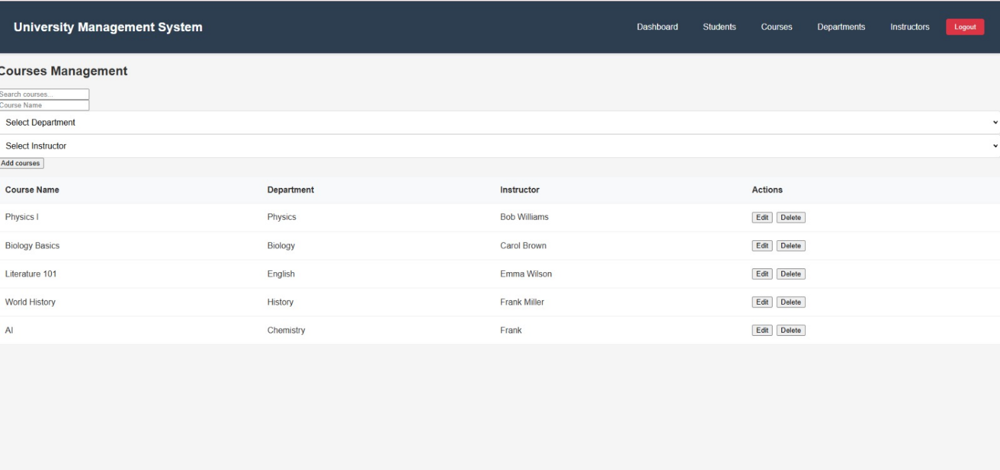 University Management System Dashboard Students Courses Departments Instructors Logout
Courses Management
Search courses...
Course Name
Select Department
Select Instructor
Add courses
Course Name Department Instructor Actions
Physics I Physics Bob Williams Edit Delete
Biology Basics Biology Carol Brown Edit Delete
Literature 101 English Emma Wilson Edit Delete
World History History Frank Miller Edit Delete
AI Chemistry Frank Edit Delete